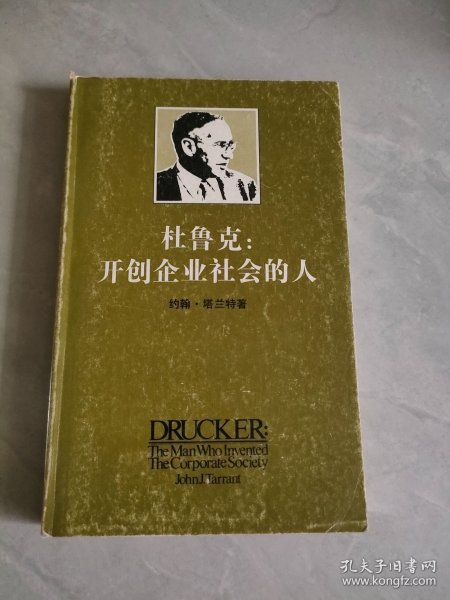 杜鲁克：
开创企业社会的人
约翰·塔兰特著
DRUCKER:
The Man Who Invented
The Corporate Society
John J. Tarrant
孔夫子旧书网
www.kongfz.com